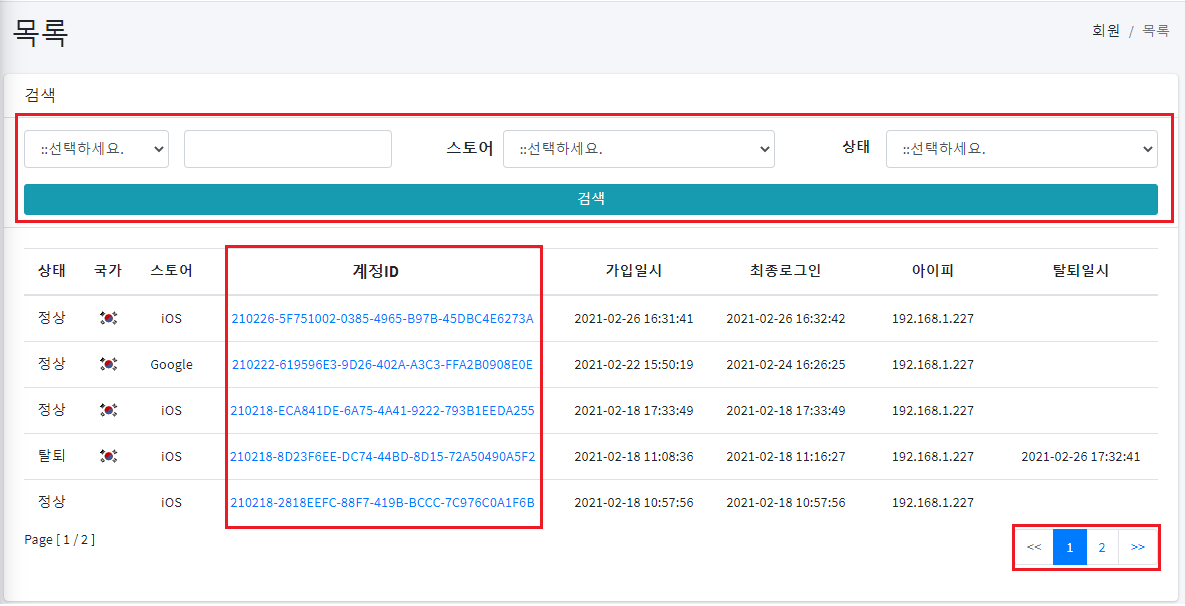 목록
회원 / 목록
검색
::선택하세요. 스토어 ::선택하세요. 상태 ::선택하세요.
검색
상태 국가 스토어 계정ID 가입일시 최종로그인 아이피 탈퇴일시
정상 iOS 210226-5F751002-0385-4965-B97B-45DBC4E6273A 2021-02-26 16:31:41 2021-02-26 16:32:42 192.168.1.227
정상 Google 210222-619596E3-9D26-402A-A3C3-FFA2B0908E0E 2021-02-22 15:50:19 2021-02-24 16:26:25 192.168.1.227
정상 iOS 210218-ECA841DE-6A75-4A41-9222-793B1EEDA255 2021-02-18 17:33:49 2021-02-18 17:33:49 192.168.1.227
탈퇴 iOS 210218-8D23F6EE-DC74-44BD-8D15-72A50490A5F2 2021-02-18 11:08:36 2021-02-18 11:16:27 192.168.1.227 2021-02-26 17:32:41
정상 iOS 210218-2818EEFC-88F7-419B-BCCC-7C976C0A1F6B 2021-02-18 10:57:56 2021-02-18 10:57:56 192.168.1.227
Page [ 1 / 2 ]
<< 1 2 >>